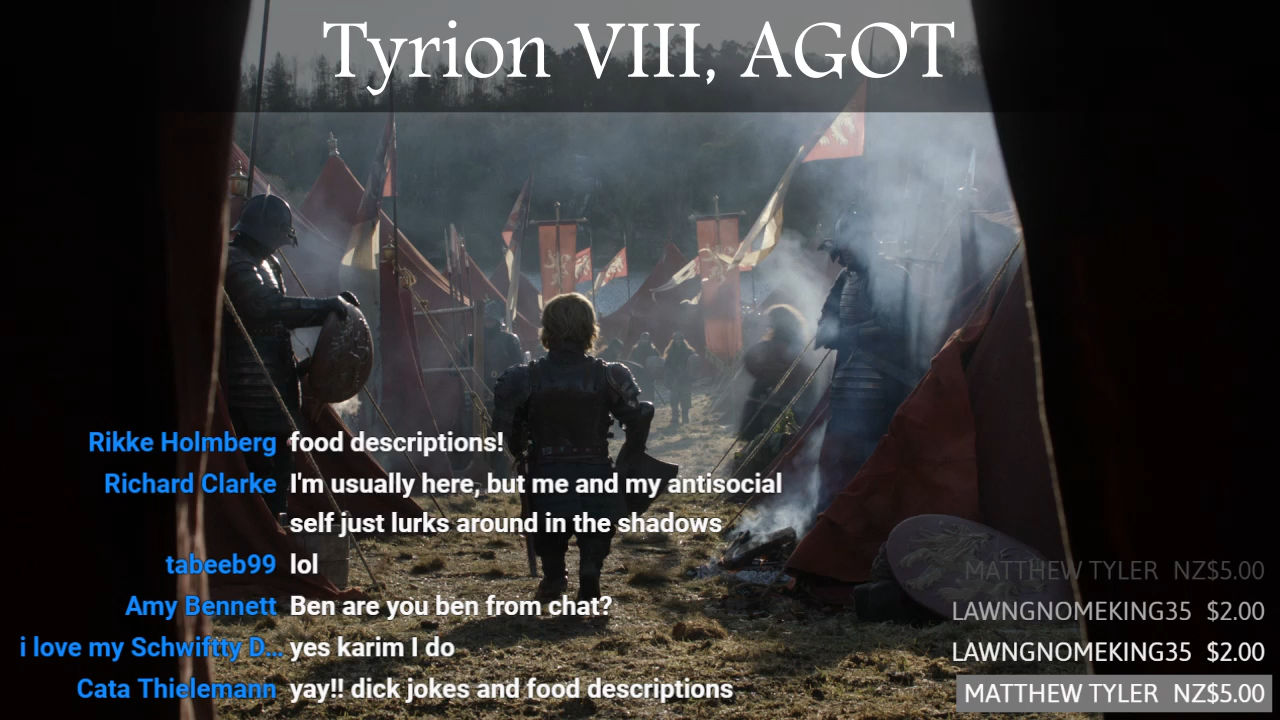 Tyrion VIII, AGOT
Rikke Holmberg food descriptions!
Richard Clarke I'm usually here, but me and my antisocial
self just lurks around in the shadows
tabeeb99 lol
Amy Bennett Ben are you ben from chat?
i love my Schwiftty D... yes karim I do
Cata Thielemann yay!! dick jokes and food descriptions
MATTHEW TYLER NZ$5.00
LAWNGNOMEKING35 $2.00
LAWNGNOMEKING35 $2.00
MATTHEW TYLER NZ$5.00